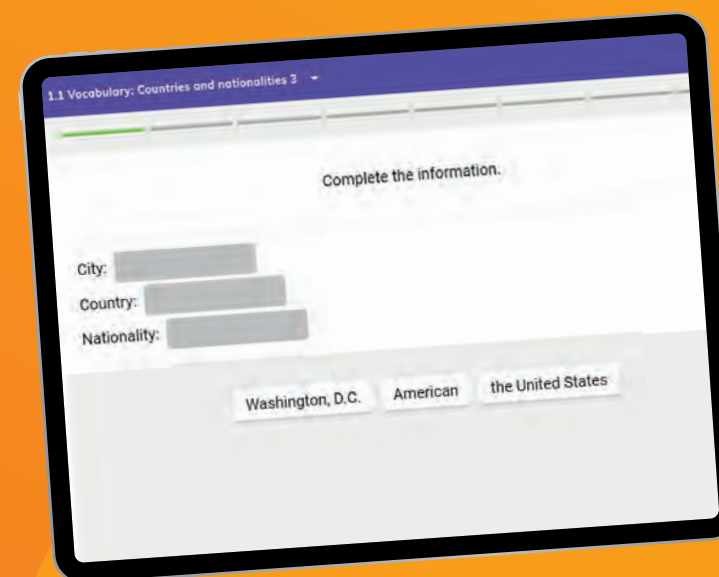 1.1 Vocabulary: Countries and nationalities 3
Complete the information.
City:
Country:
Nationality:
Washington, D.C. American the United States